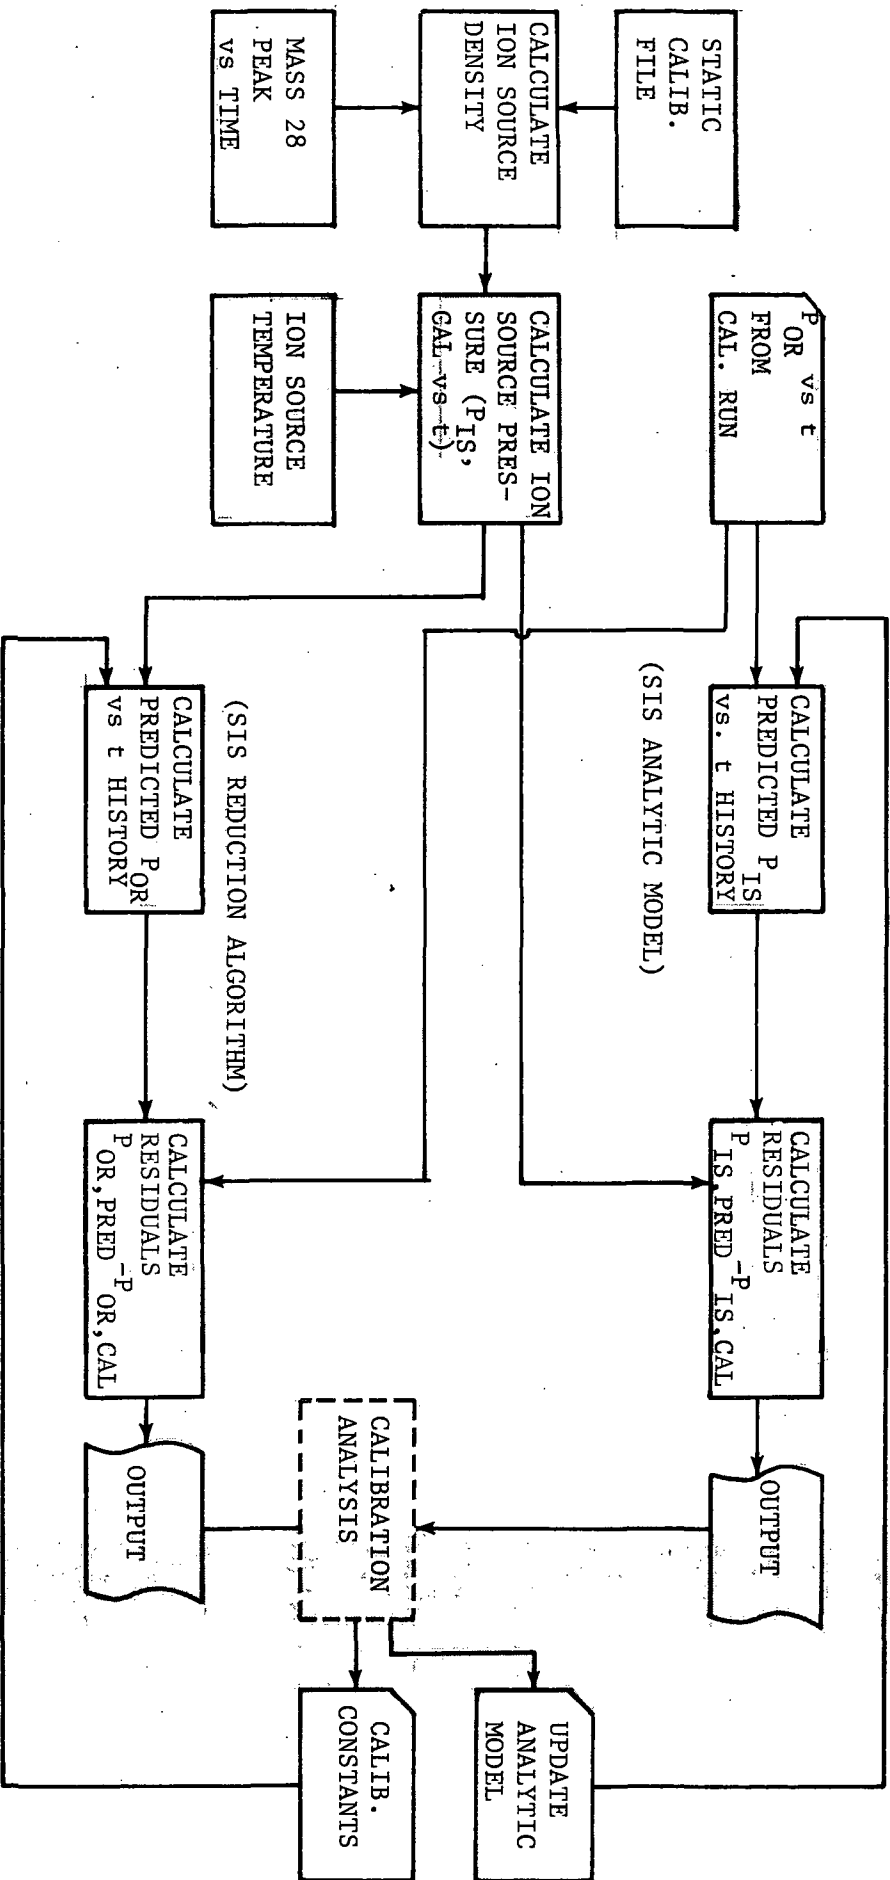 STATIC
CALIB.
FILE
CALCULATE
ION SOURCE
DENSITY
MASS 28
PEAK
vs TIME
P OR vs t
FROM
CAL. RUN
CALCULATE ION
SOURCE PRES-
SURE (P IS,
CAL vs t)
ION SOURCE
TEMPERATURE
CALCULATE
PREDICTED P IS
vs. t HISTORY
(SIS ANALYTIC MODEL)
(SIS REDUCTION ALGORITHM)
CALCULATE
PREDICTED P OR
vs t HISTORY
CALCULATE
RESIDUALS
P IS,PRED -P IS,CAL
CALCULATE
RESIDUALS
P OR,PRED -P OR,CAL
OUTPUT
CALIBRATION
ANALYSIS
OUTPUT
UPDATE
ANALYTIC
MODEL
CALIB.
CONSTANTS